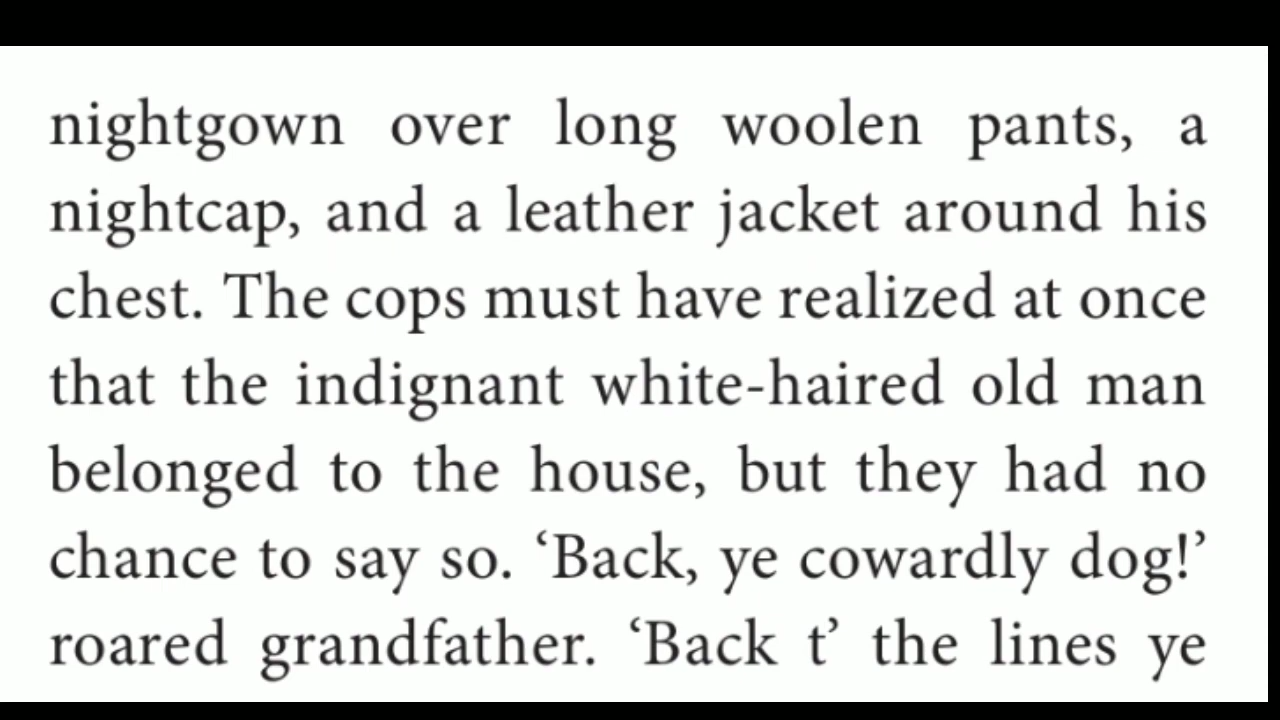 nightgown over long woolen pants, a
nightcap, and a leather jacket around his
chest. The cops must have realized at once
that the indignant white-haired old man
belonged to the house, but they had no
chance to say so. ‘Back, ye cowardly dog!’
roared grandfather. ‘Back t’ the lines ye